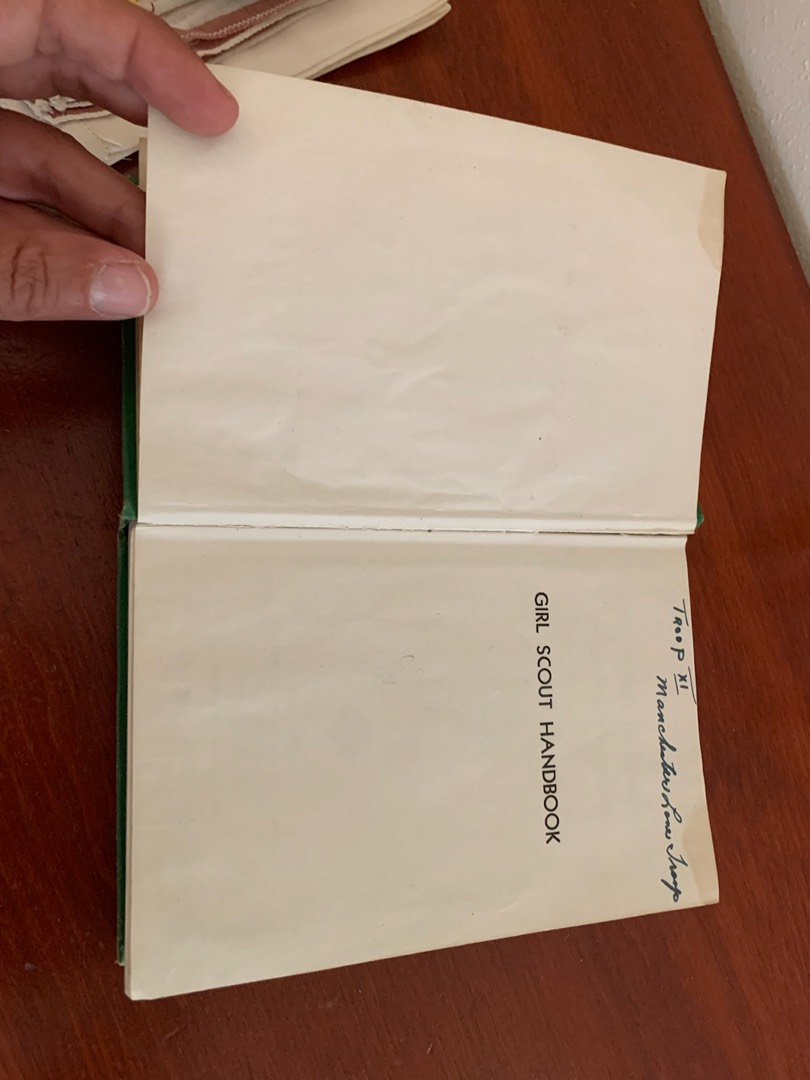 TROOP XI
Manchester Lone Troop
GIRL SCOUT HANDBOOK